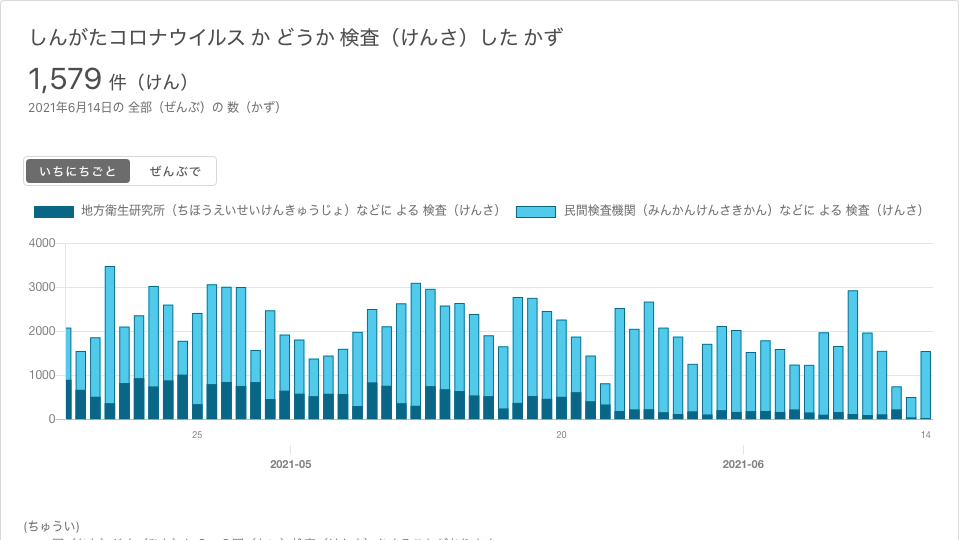 しんがたコロナウイルス か どうか 検査（けんさ）した かず
1,579 件（けん）
2021年6月14日の 全部（ぜんぶ）の 数（かず）
いちにちごと ぜんぶで
地方衛生研究所（ちほうえいせいけんきゅうじょ）などに よる 検査（けんさ） 民間検査機関（みんかんけんさきかん）などに よる 検査（けんさ）
4000
3000
2000
1000
0
25 20 14
2021-05 2021-06
(ちゅうい)